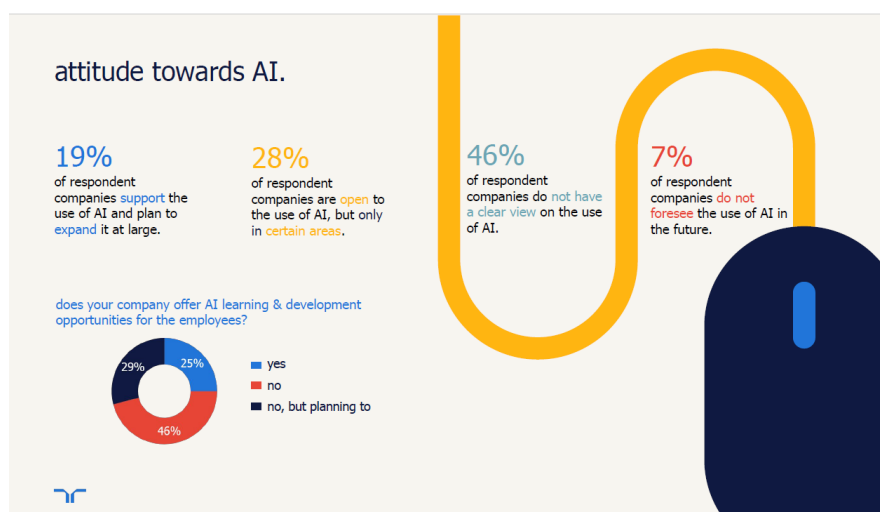 attitude towards AI.
19%
of respondent
companies support the
use of AI and plan to
expand it at large.
28%
of respondent
companies are open to
the use of AI, but only
in certain areas.
46%
of respondent
companies do not have
a clear view on the use
of AI.
7%
of respondent
companies do not
foresee the use of AI in
the future.
does your company offer AI learning & development
opportunities for the employees?
29%
25%
46%
yes
no
no, but planning to